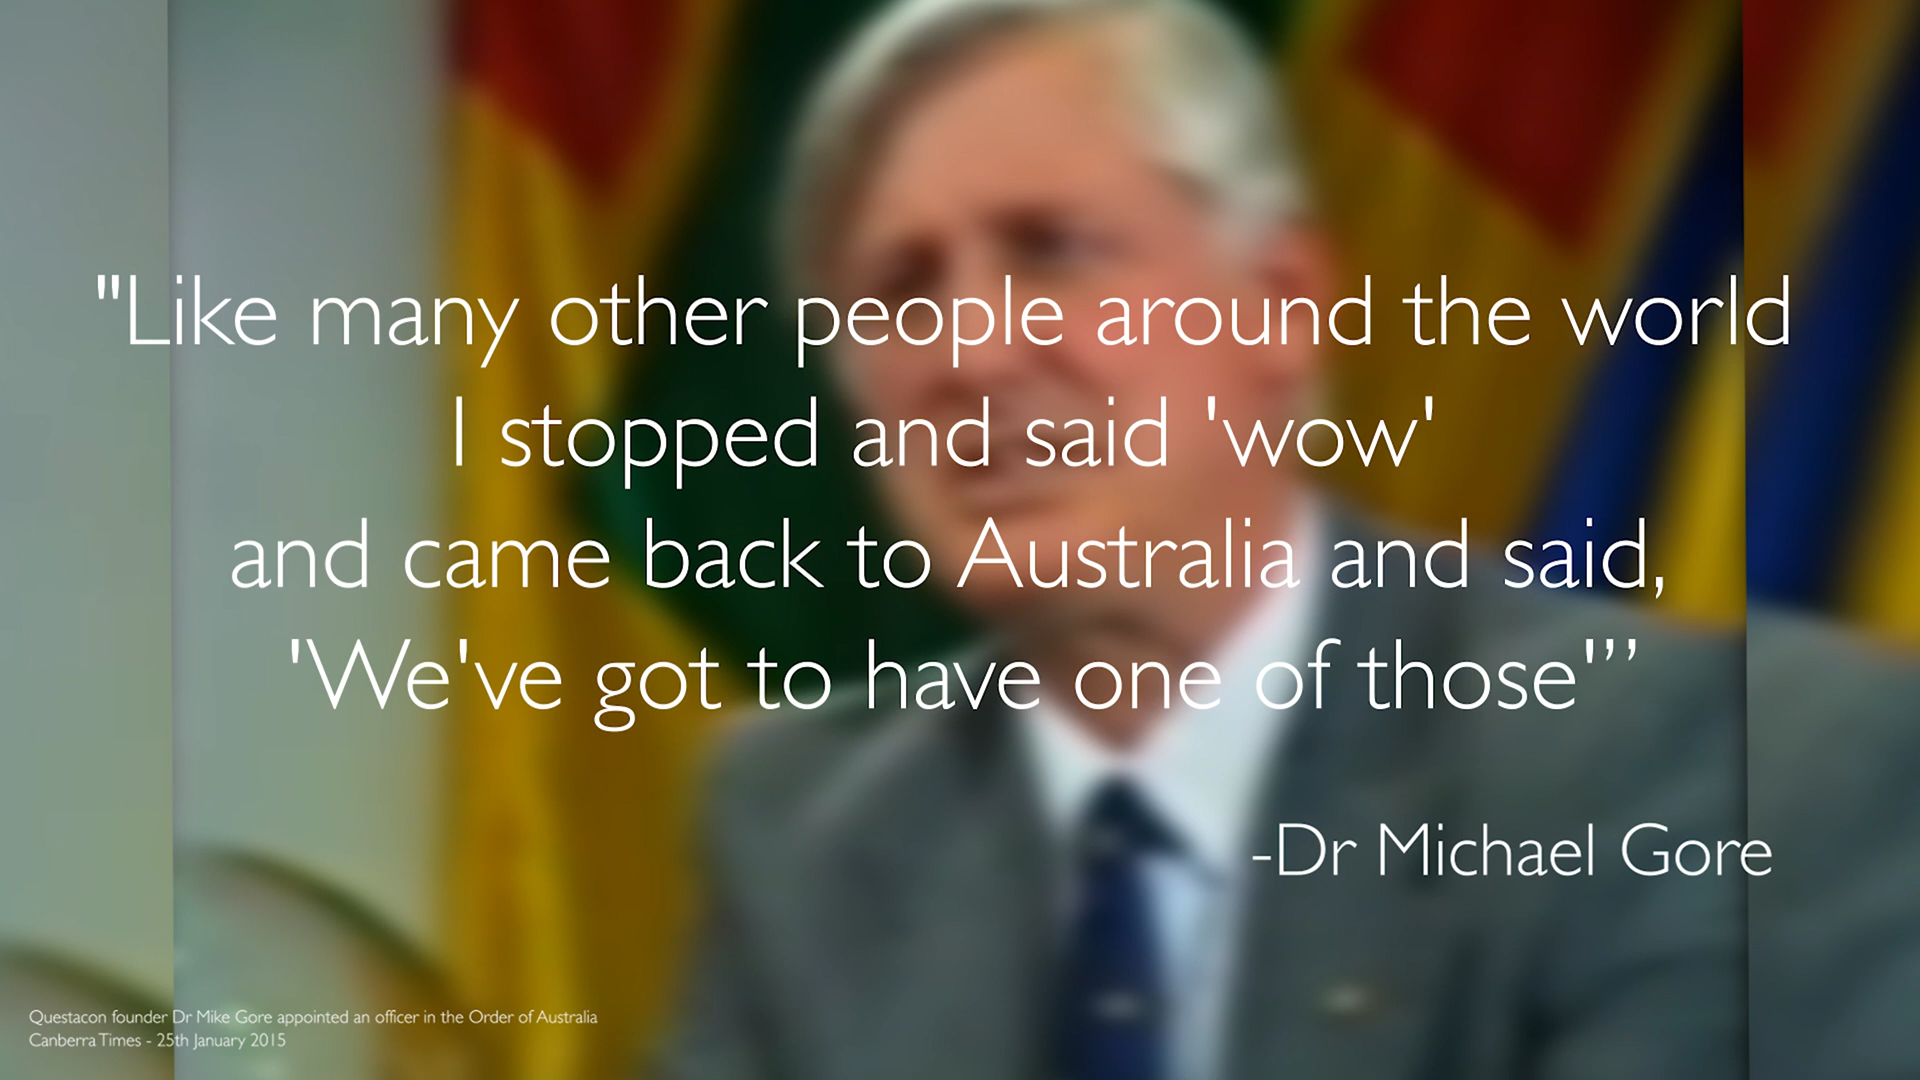 "Like many other people around the world
I stopped and said 'wow'
and came back to Australia and said,
'We've got to have one of those'’’
-Dr Michael Gore
Questacon founder Dr Mike Gore appointed an officer in the Order of Australia
Canberra Times - 25th January 2015